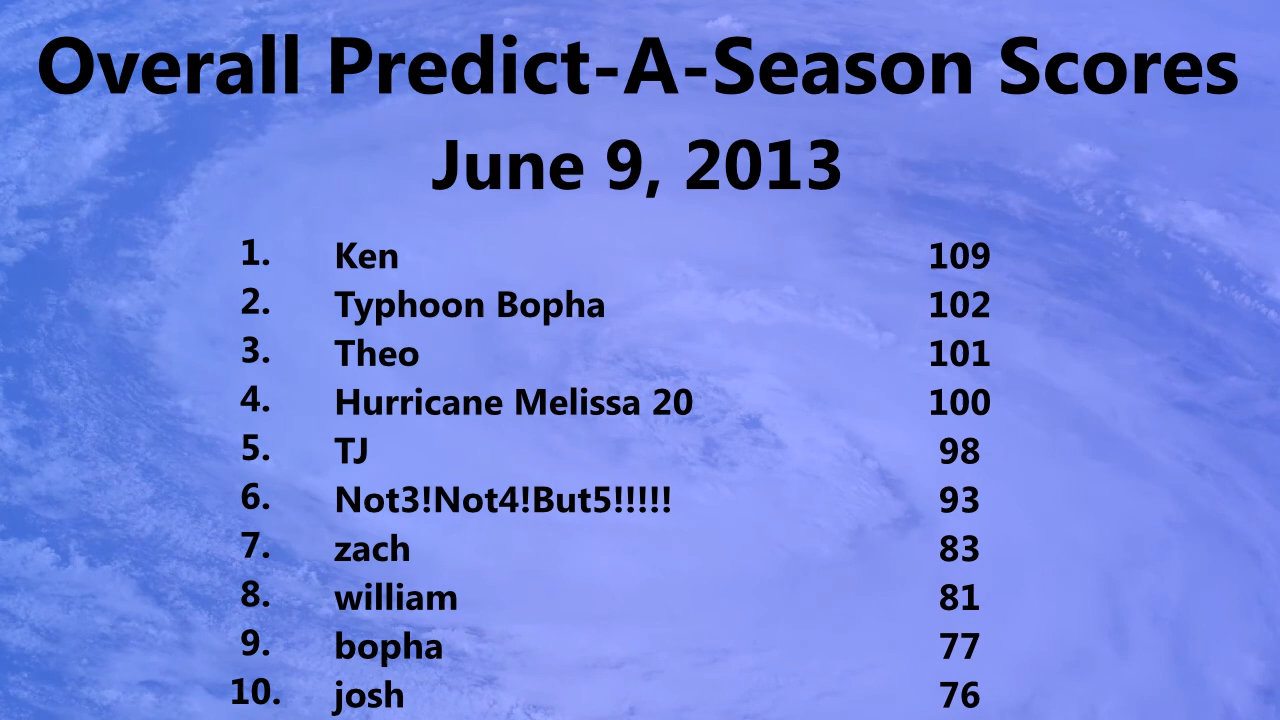 Overall Predict-A-Season Scores
June 9, 2013
1. Ken 109
2. Typhoon Bopha 102
3. Theo 101
4. Hurricane Melissa 20 100
5. TJ 98
6. Not3!Not4!But5!!!!! 93
7. zach 83
8. william 81
9. bopha 77
10. josh 76